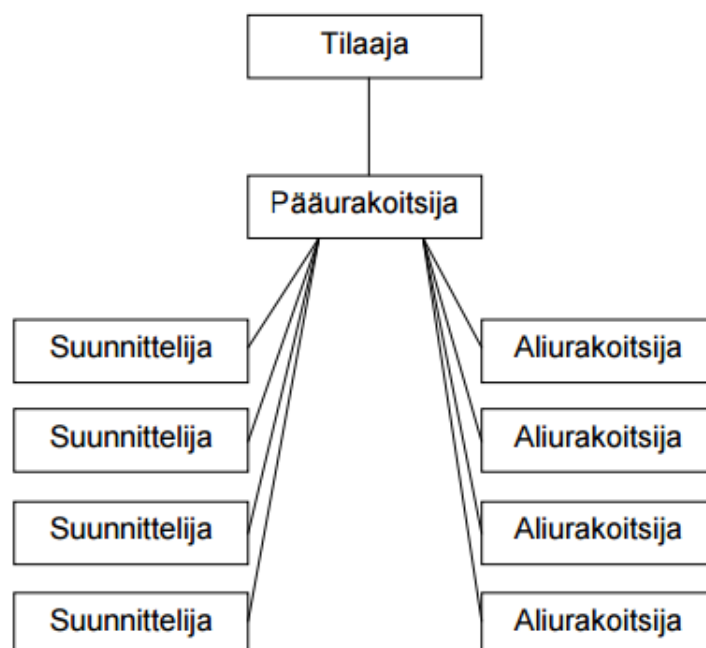 Tilaaja
Pääurakoitsija
Suunnittelija
Aliurakoitsija
Suunnittelija
Aliurakoitsija
Suunnittelija
Aliurakoitsija
Suunnittelija
Aliurakoitsija